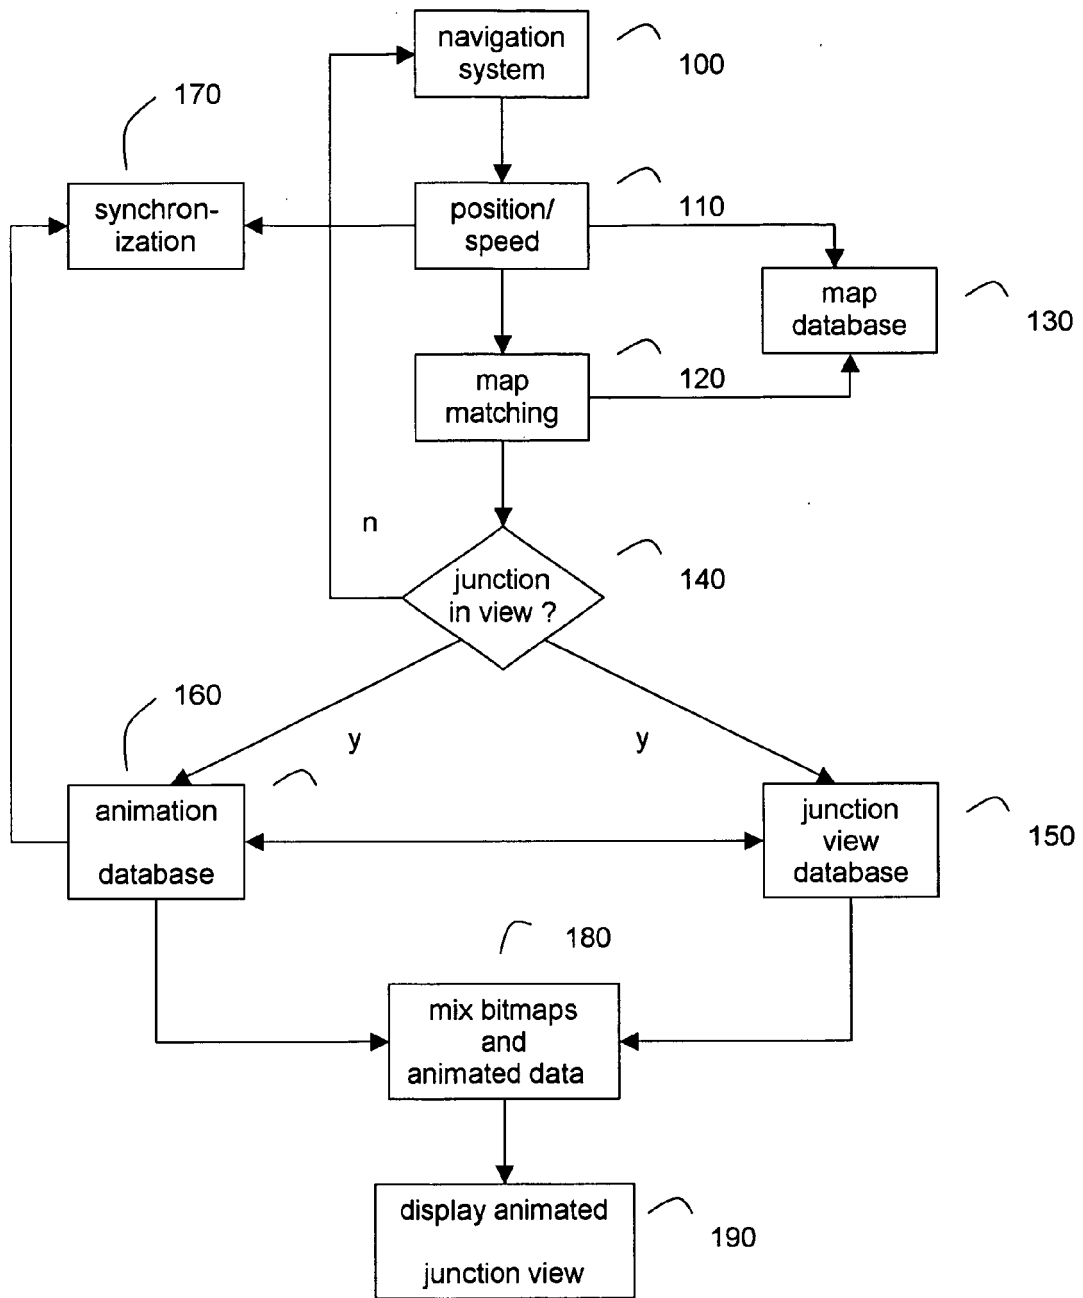 navigation
system
100
170
synchron-
ization
position/
speed
110
map
database
130
map
matching
120
n
junction
in view ?
140
160
y
y
animation
database
junction
view
database
150
180
mix bitmaps
and
animated data
display animated
junction view
190